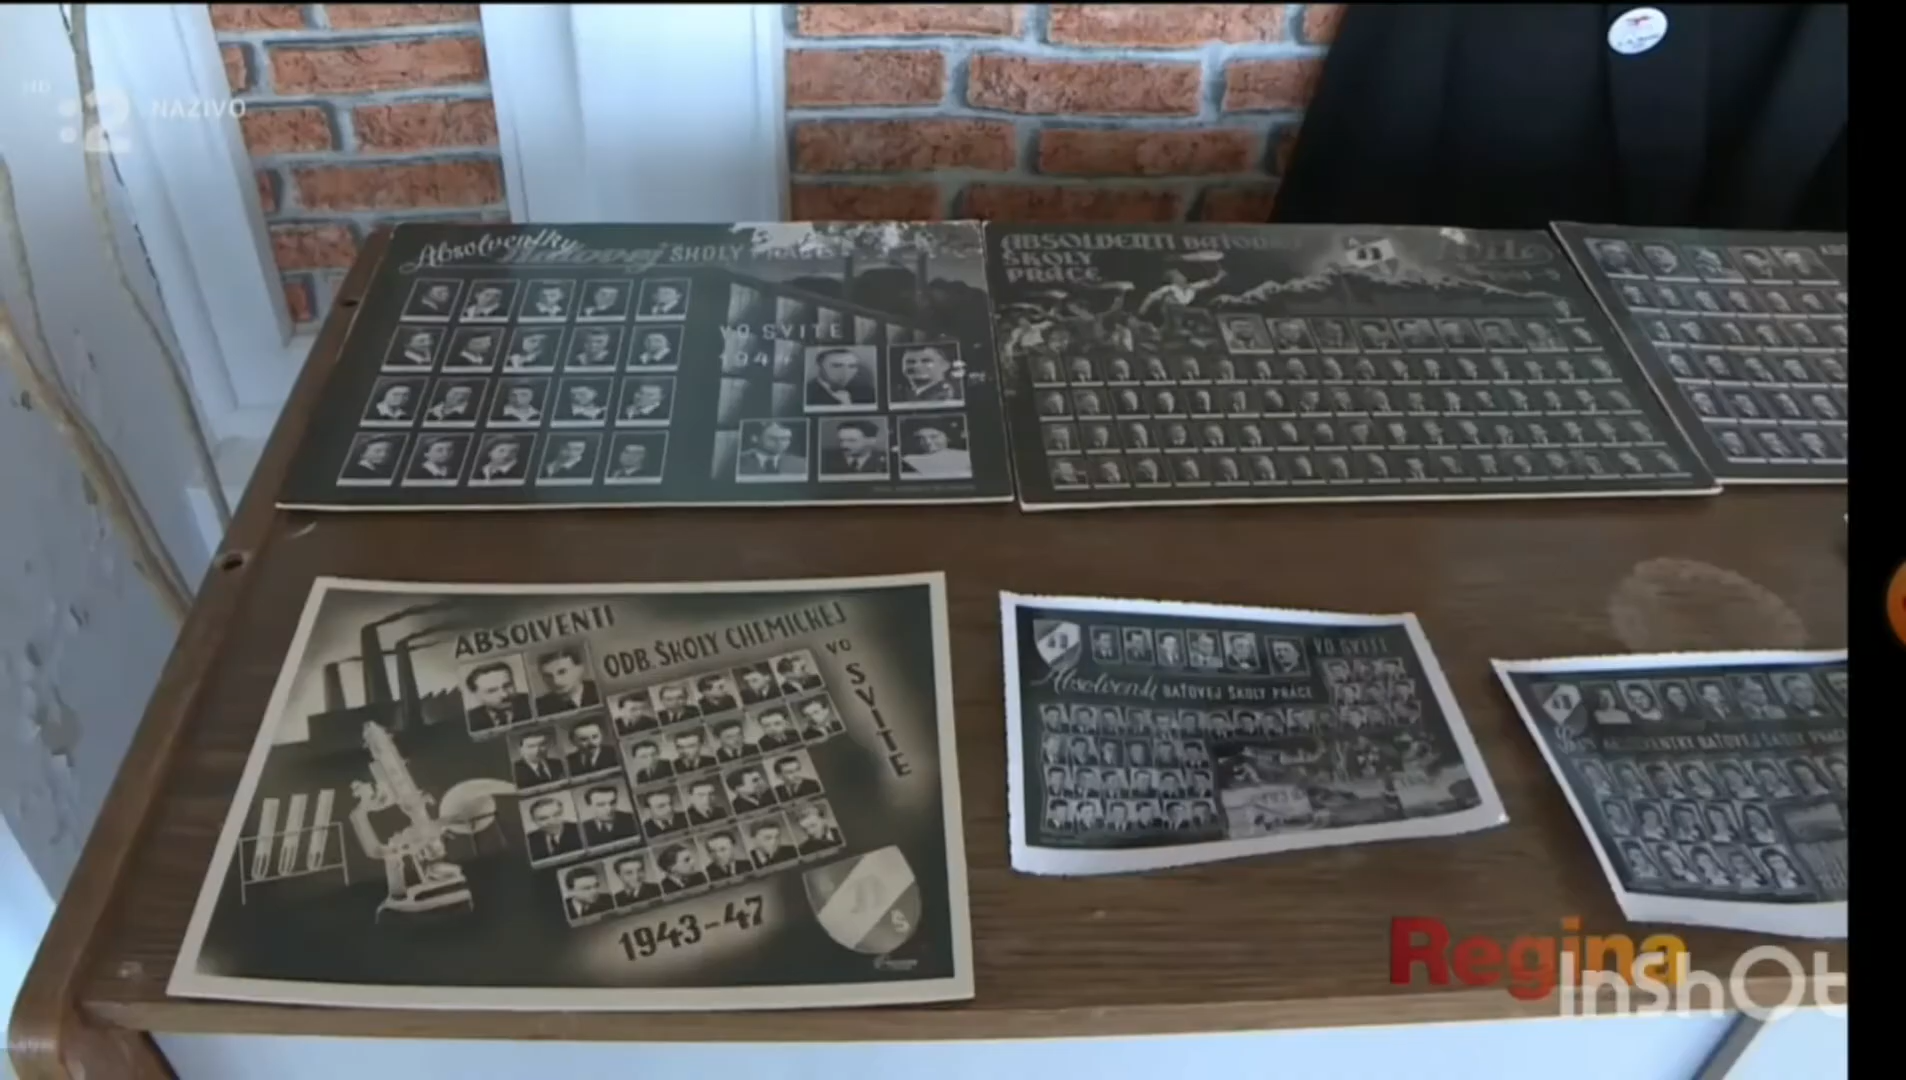 :2 NAŽIVO
Absolventky
Baťovej ŠKOLY PRÁCE
VO SVITE
1944
ABSOLVENTI BAŤOVEJ
ŠKOLY
PRÁCE
ABSOLVENTI
ODB. ŠKOLY CHEMICKEJ
VO
SVITE
1943-47
Š
VO SVITE
Absolventi BAŤOVEJ ŠKOLY PRÁCE
ABSOLVENTKY BAŤOVEJ ŠKOLY PRÁCE
Regina
InShOt